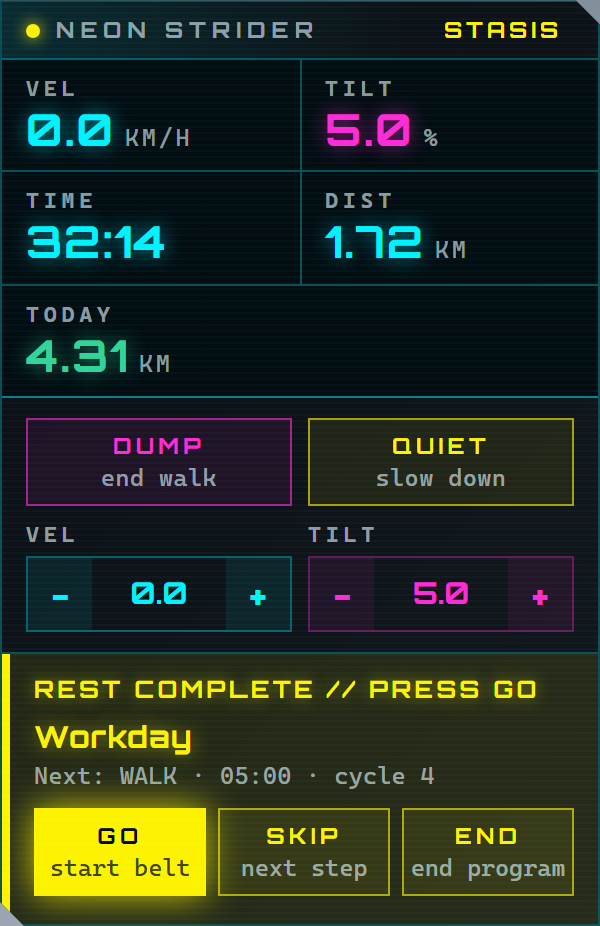 NEON STRIDER STASIS
VEL TILT
0.0 KM/H 5.0 %
TIME DIST
32:14 1.72 KM
TODAY
4.31 KM
DUMP QUIET
end walk slow down
VEL TILT
- 0.0 + - 5.0 +
REST COMPLETE // PRESS GO
Workday
Next: WALK · 05:00 · cycle 4
GO SKIP END
start belt next step end program